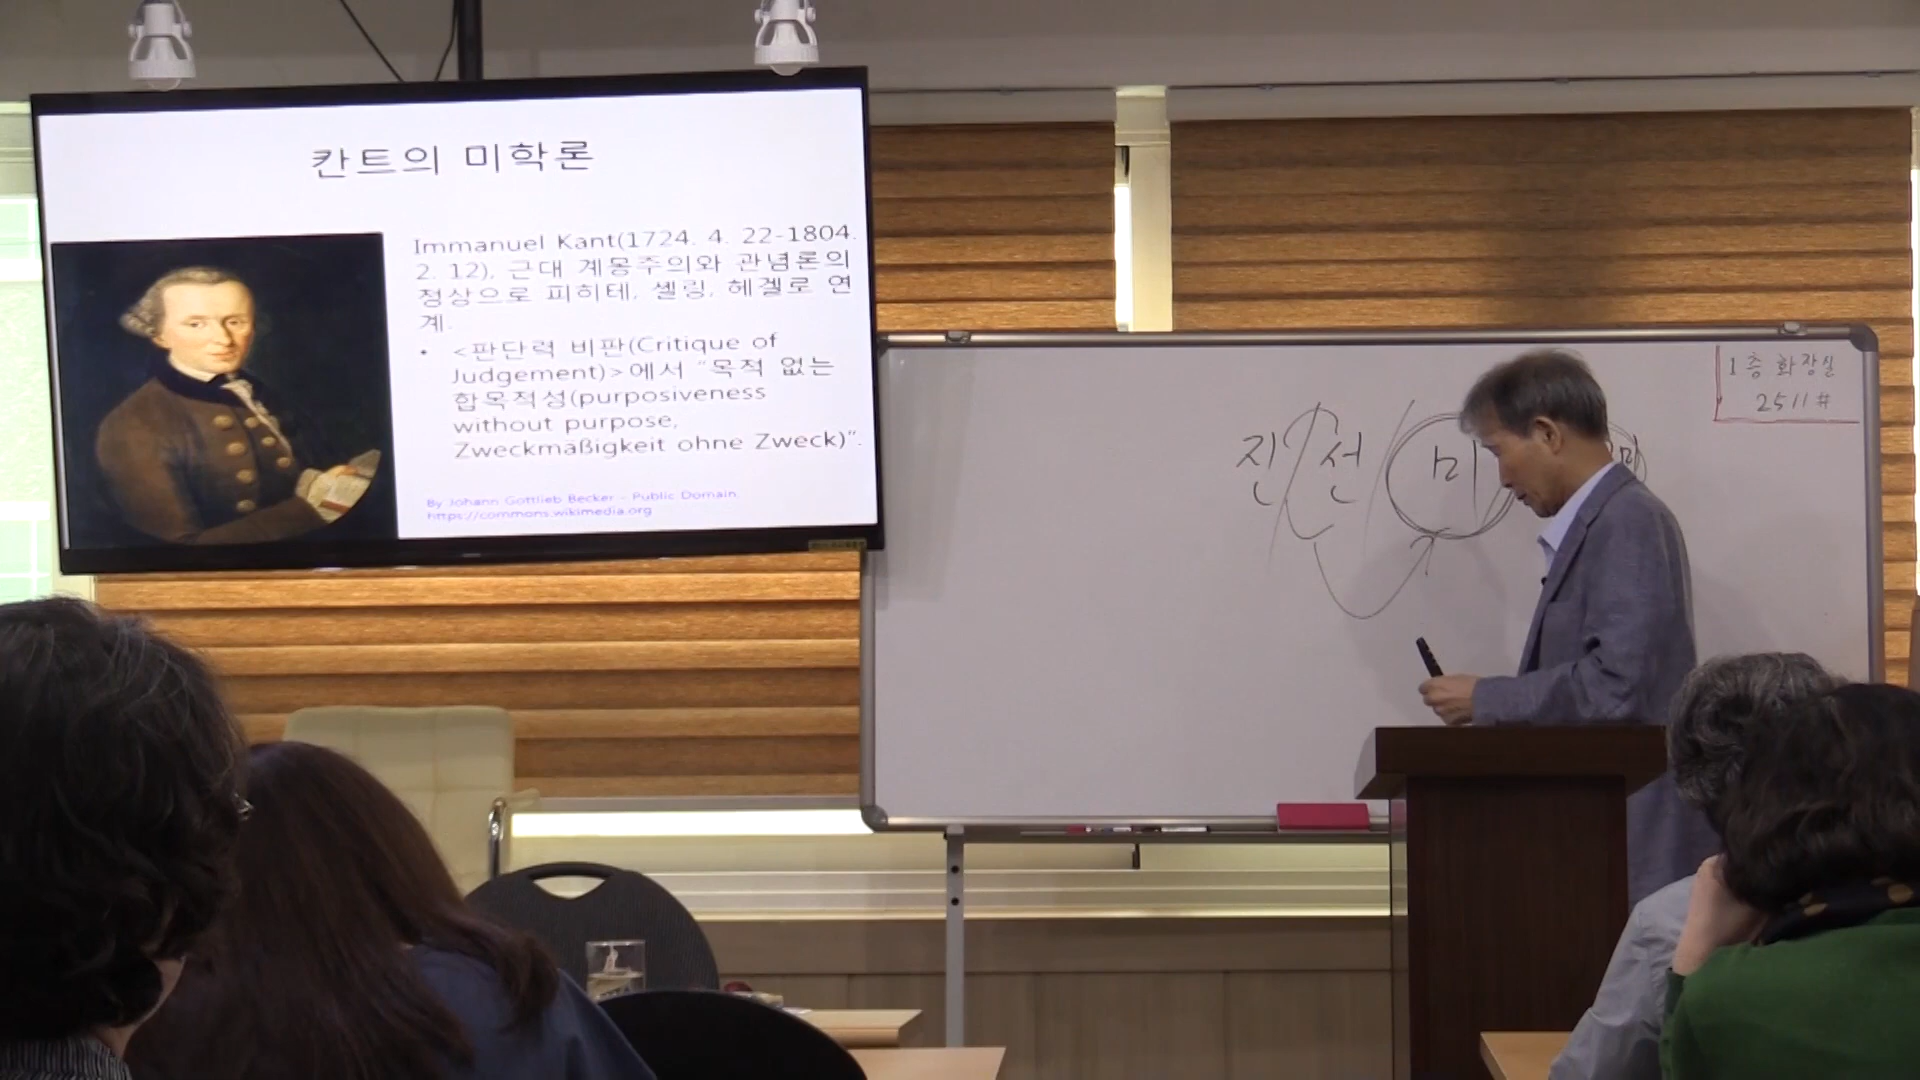 칸트의 미학론
Immanuel Kant(1724. 4. 22-1804.
2. 12), 근대 계몽주의와 관념론의
정상으로 피히테, 쉘링, 헤겔로 연
계.
• <판단력 비판(Critique of
Judgement)>에서 "목적 없는
합목적성(purposiveness
without purpose,
Zweckmäßigkeit ohne Zweck)".
By Johann Gottlieb Becker - Public Domain.
https://commons.wikimedia.org
진 선 미
1층 화장실
2511#